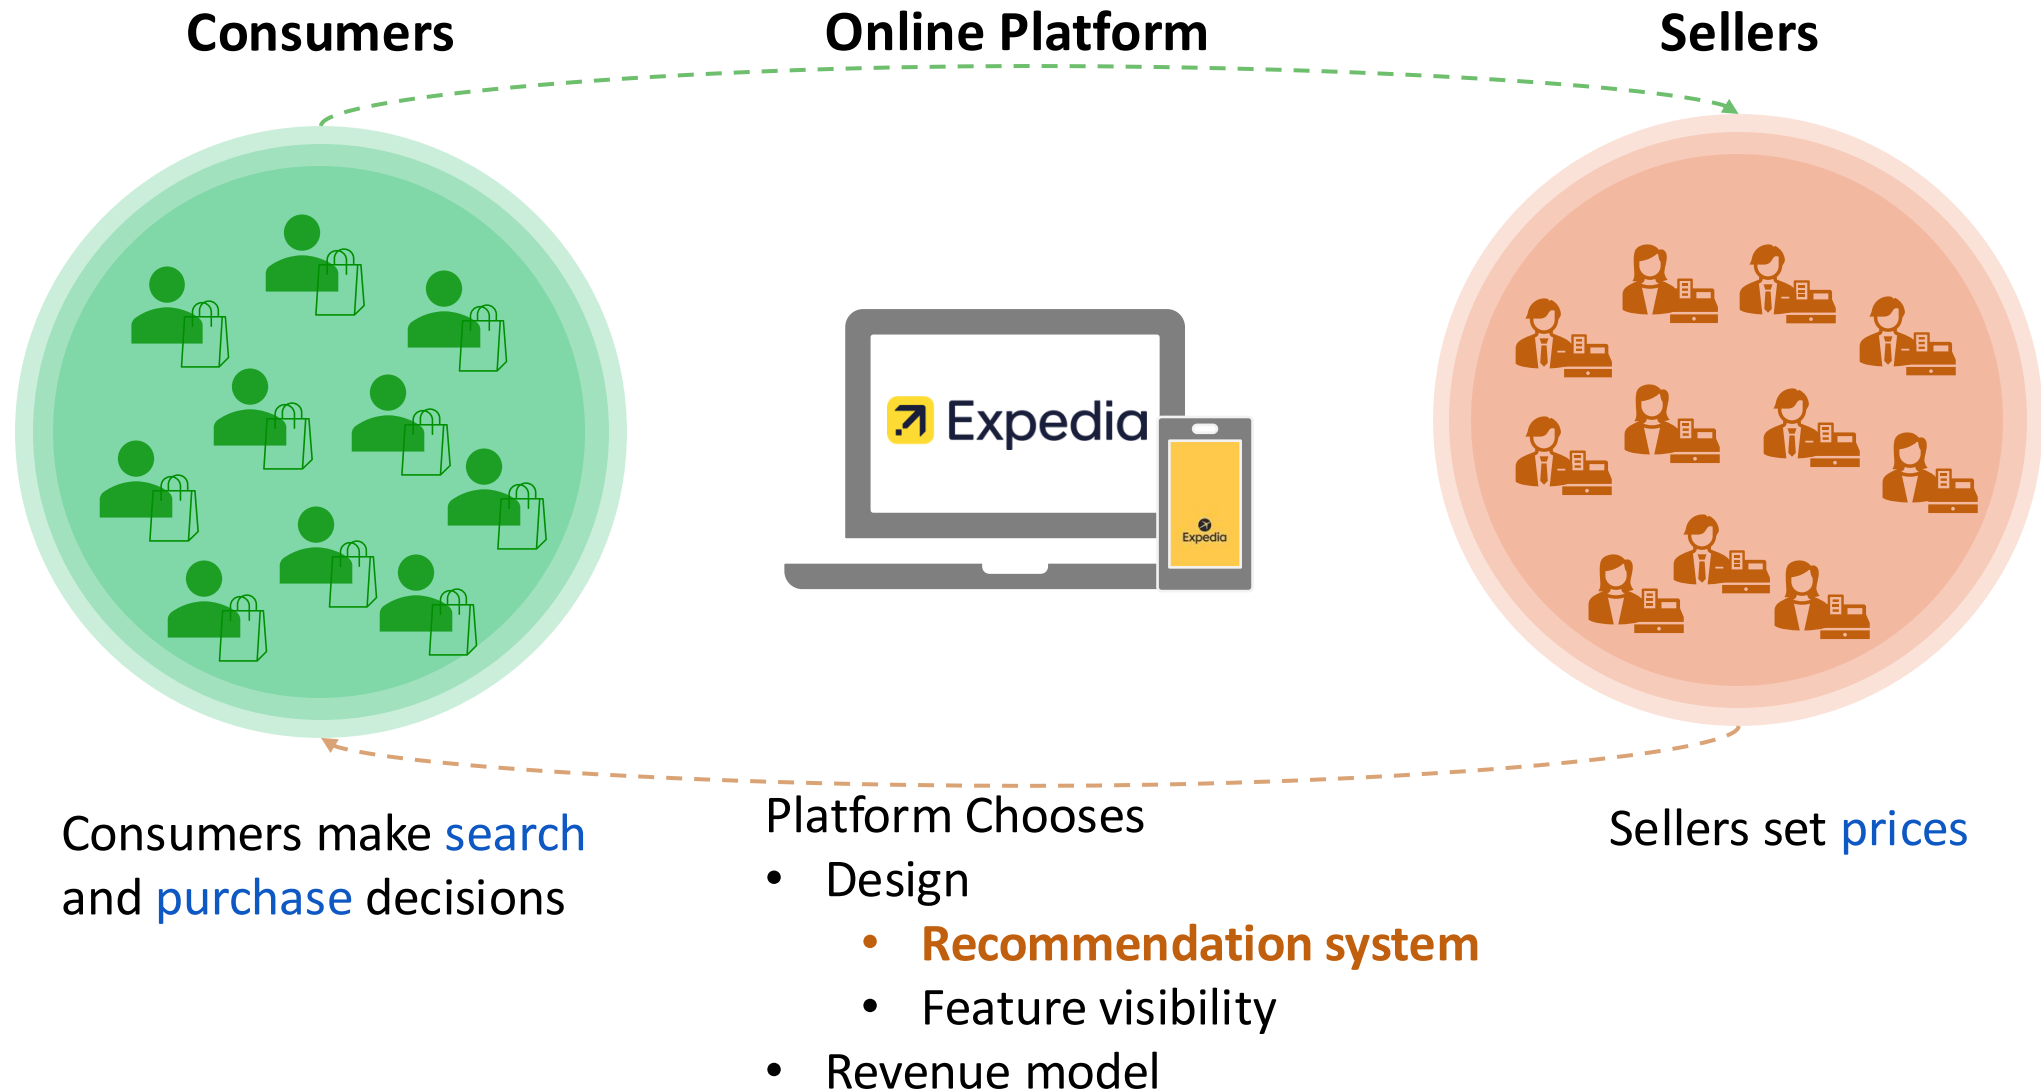 Consumers
Online Platform
Sellers
Expedia
Expedia
Consumers make search
and purchase decisions
Platform Chooses
• Design
• Recommendation system
• Feature visibility
• Revenue model
Sellers set prices